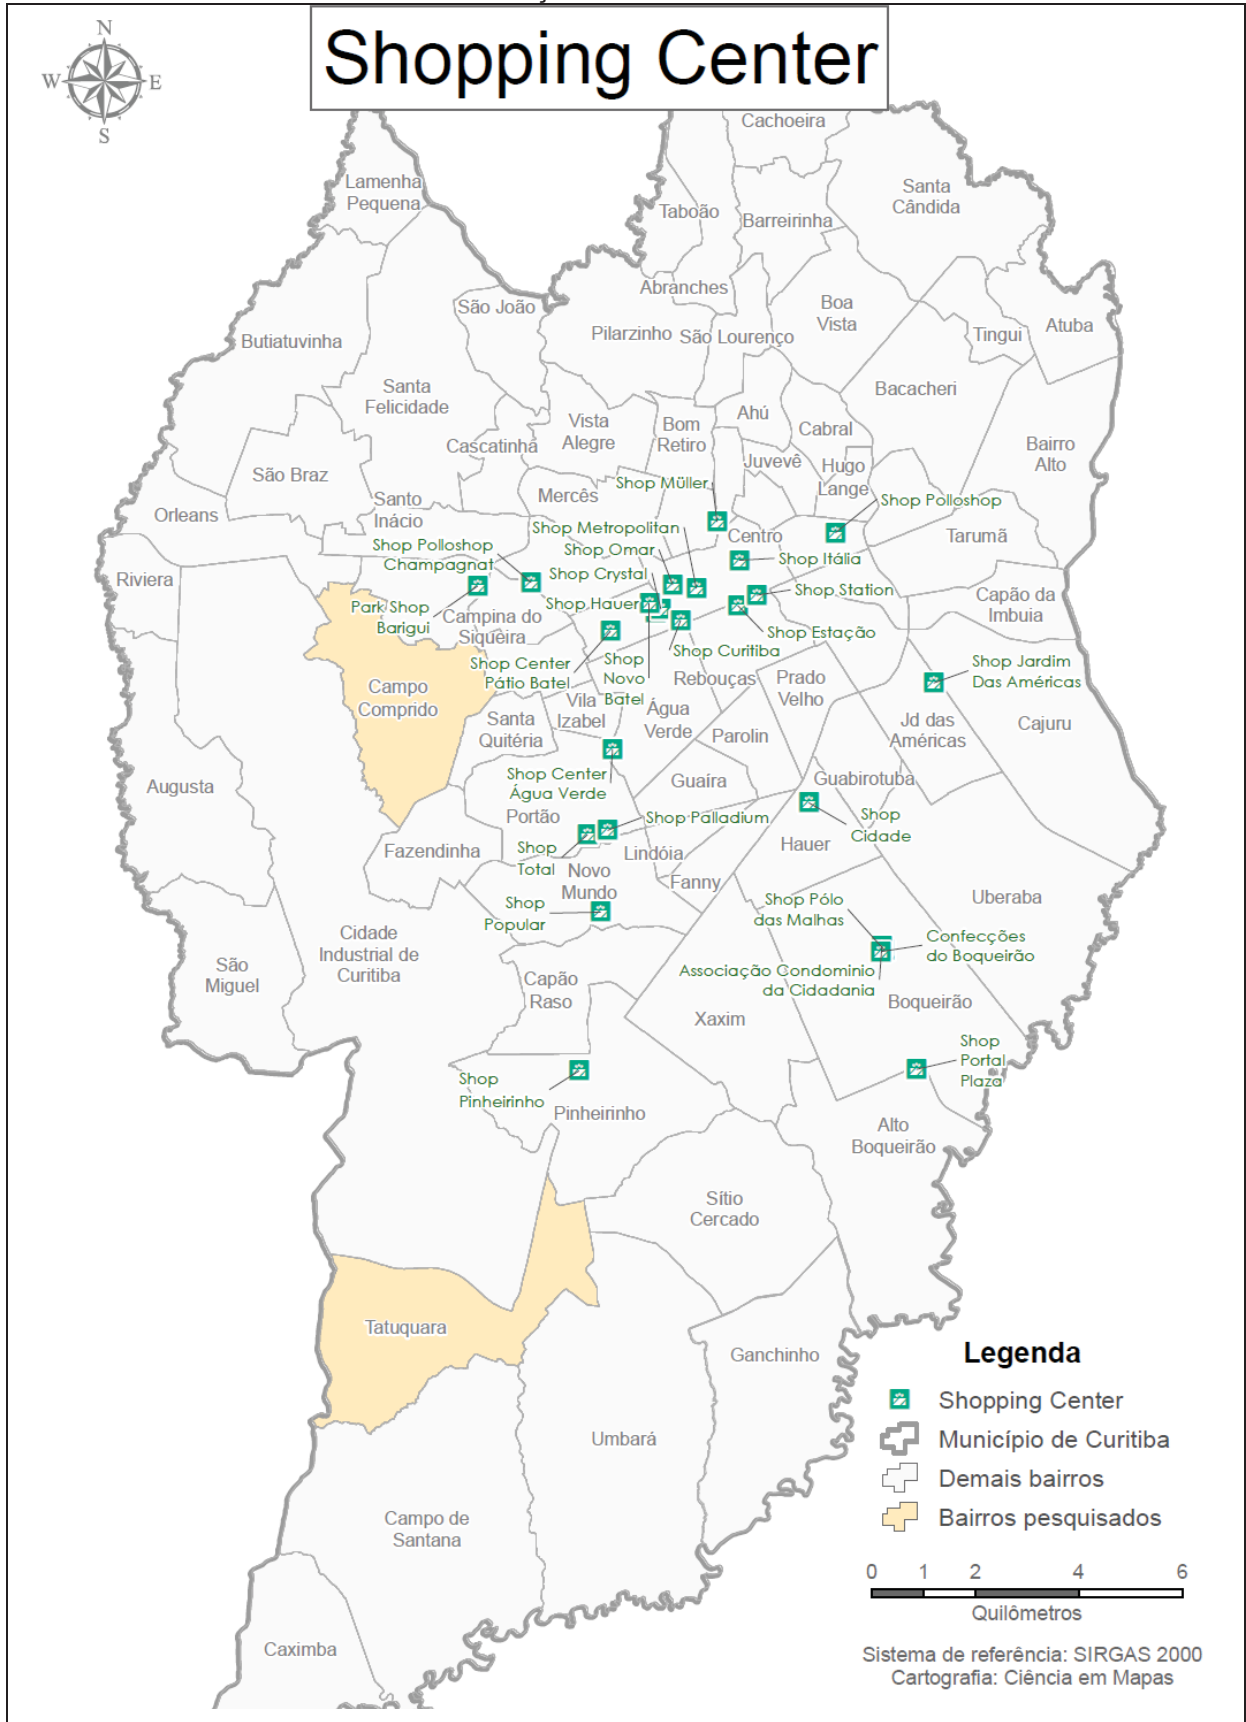 Shopping Center
N
W E
S
Cachoeira
Lamenha
Pequena
Santa
Cândida
Taboão
Barreirinha
Abranches
São João
Boa
Vista
Pilarzinho
São Lourenço
Tingui
Atuba
Butiatuvinha
Santa
Felicidade
Bacacheri
Vista
Alegre
Bom
Retiro
Ahú
Cabral
Cascatinha
Bairro
Alto
São Braz
Juvevê
Hugo
Lange
Mercês
Shop Müller
Santo
Inácio
Shop Polloshop
Orleans
Shop Metropolitan
Centro
Tarumã
Shop Polloshop
Champagnat
Shop Omar
Shop Itália
Riviera
Shop Crystal
Shop Station
Capão da
Imbuia
Park Shop
Barigui
Shop Hauer
Campina do
Siqueira
Shop Estação
Shop Curitiba
Shop Center
Pátio Batel
Shop
Novo
Batel
Shop Jardim
Das Américas
Campo
Comprido
Rebouças
Prado
Velho
Vila
Izabel
Água
Verde
Santa
Quitéria
Parolin
Jd das
Américas
Cajuru
Augusta
Shop Center
Água Verde
Guaíra
Guabirotuba
Portão
Shop Palladium
Shop
Cidade
Fazendinha
Shop
Total
Lindóia
Hauer
Novo
Mundo
Fanny
Uberaba
Shop
Popular
Shop Pólo
das Malhas
Cidade
Industrial de
Curitiba
Confecções
do Boqueirão
São
Miguel
Associação Condominio
da Cidadania
Capão
Raso
Boqueirão
Xaxim
Shop
Portal
Plaza
Shop
Pinheirinho
Pinheirinho
Alto
Boqueirão
Sítio
Cercado
Tatuquara
Ganchinho
Umbará
Campo de
Santana
Caximba
Legenda
Shopping Center
Município de Curitiba
Demais bairros
Bairros pesquisados
0 1 2 4 6
Quilômetros
Sistema de referência: SIRGAS 2000
Cartografia: Ciência em Mapas